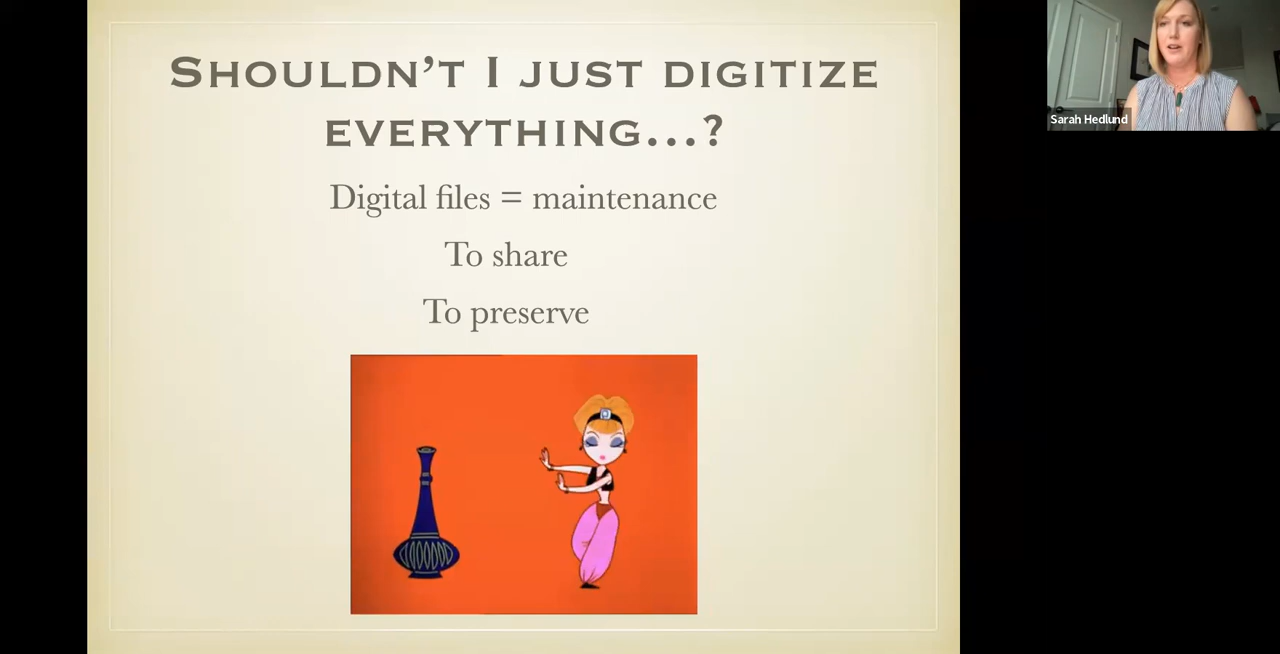 SHOULDN'T I JUST DIGITIZE
EVERYTHING...?
Digital files = maintenance
To share
To preserve
Sarah Hedlund